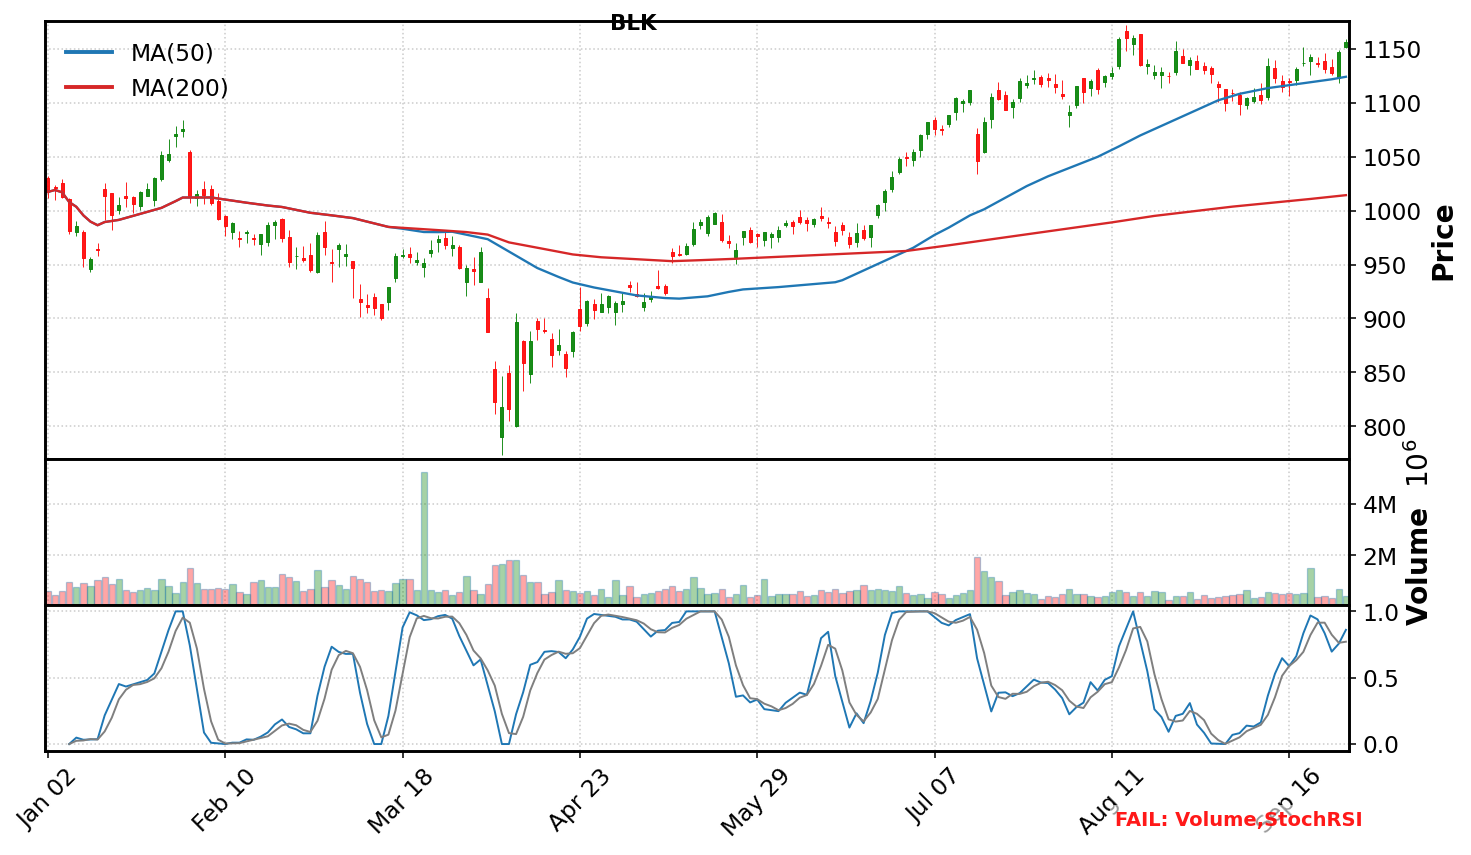 BLK
MA(50)
MA(200)
1150
1100
1050
1000
950
900
850
800
Price
10^6
4M
2M
Volume
1.0
0.5
0.0
Jan 02
Feb 10
Mar 18
Apr 23
May 29
Jul 07
Aug 11
Sep 16
FAIL: Volume,StochRSI